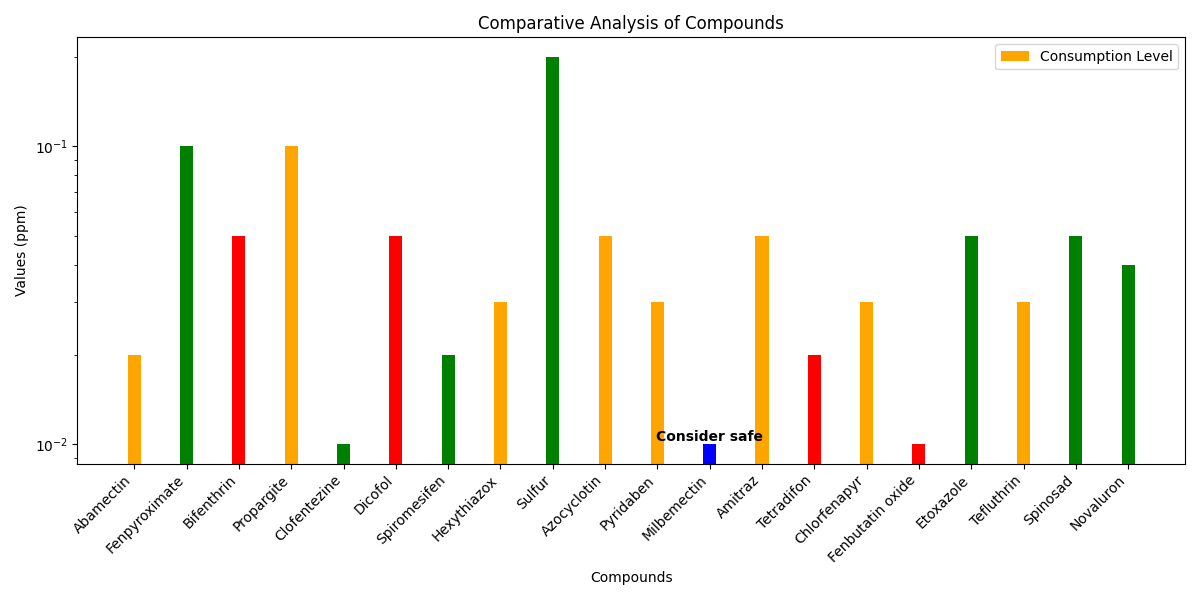 Comparative Analysis of Compounds
Consumption Level
Values (ppm)
10⁻¹
10⁻²
Consider safe
Abamectin
Fenpyroximate
Bifenthrin
Propargite
Clofentezine
Dicofol
Spiromesifen
Hexythiazox
Sulfur
Azocyclotin
Pyridaben
Milbemectin
Amitraz
Tetradifon
Chlorfenapyr
Fenbutatin oxide
Etoxazole
Tefluthrin
Spinosad
Novaluron
Compounds